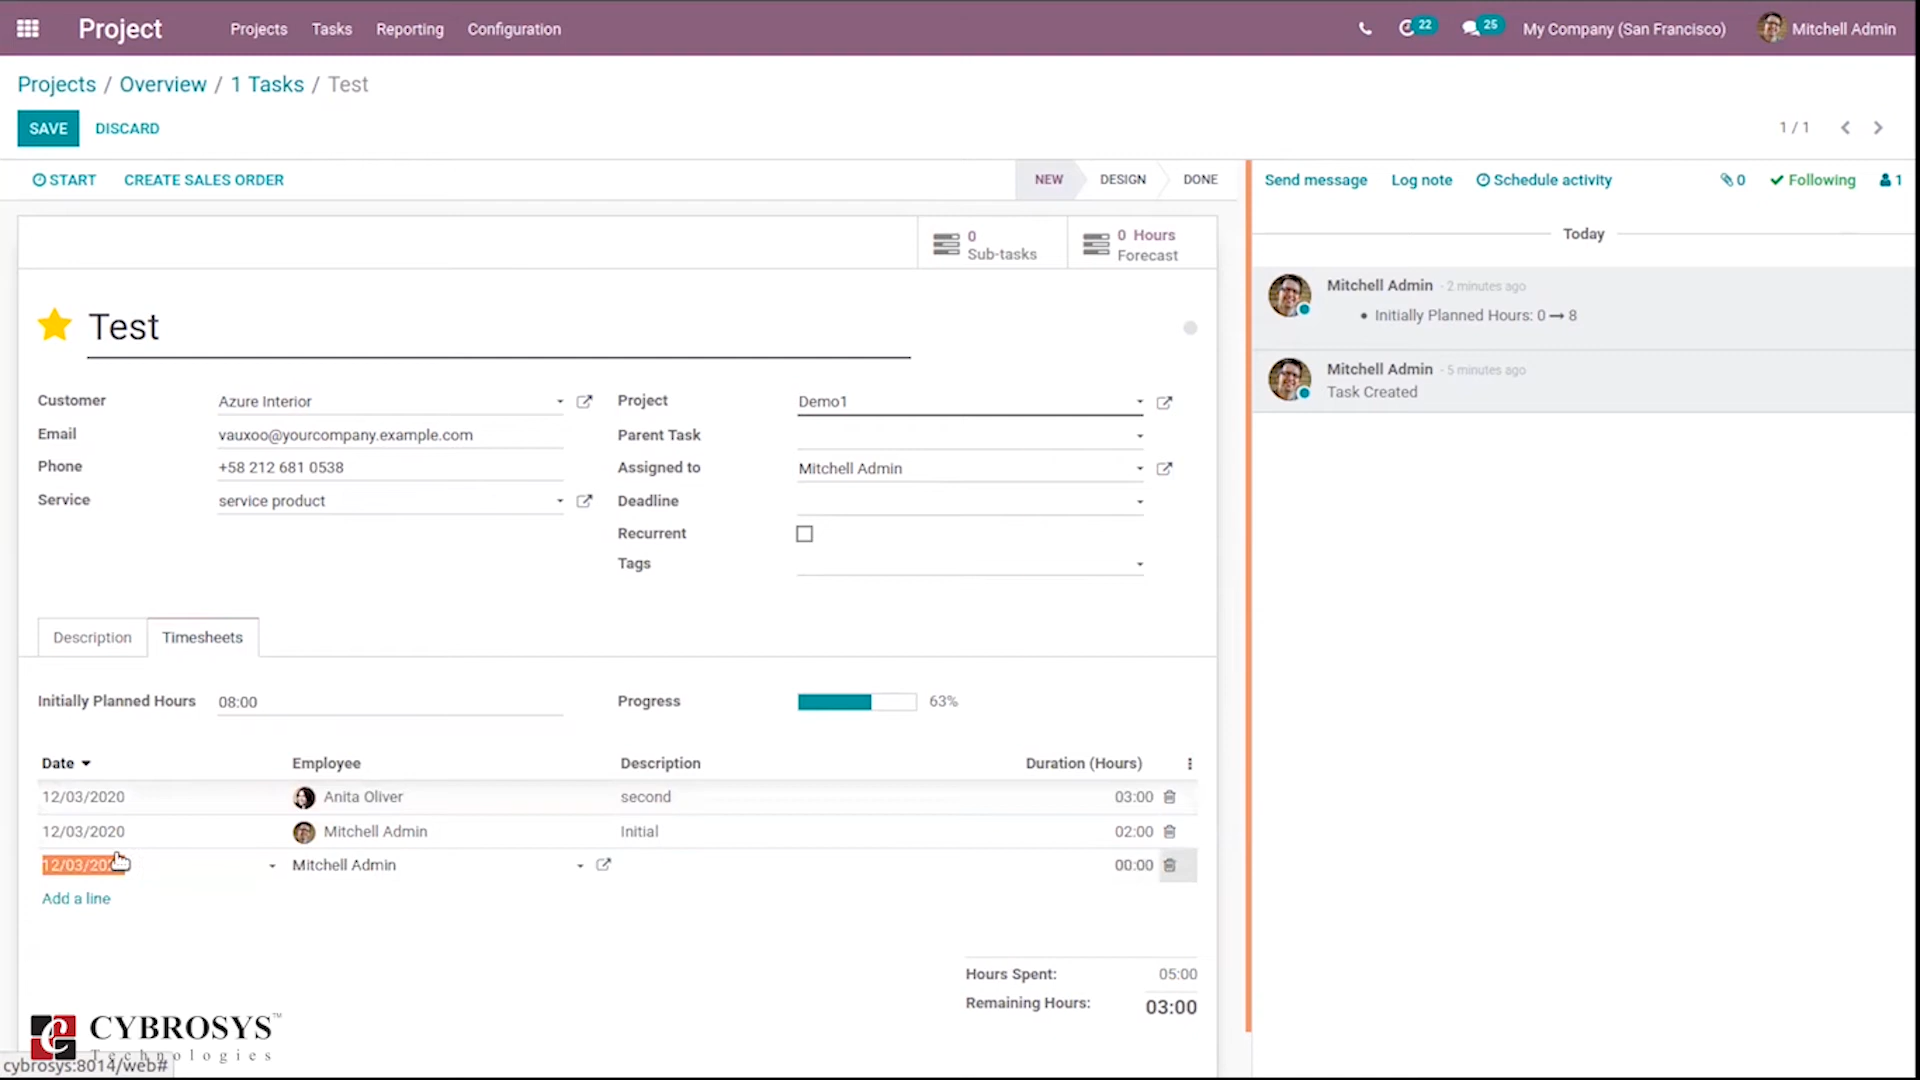 Project Projects Tasks Reporting Configuration 22 25 My Company (San Francisco) Mitchell Admin
Projects / Overview / 1 Tasks / Test
SAVE DISCARD 1 / 1
START CREATE SALES ORDER NEW DESIGN DONE Send message Log note Schedule activity 0 Following 1
0 Sub-tasks
0 Hours Forecast
Today
Mitchell Admin - 2 minutes ago
• Initially Planned Hours: 0 → 8
Mitchell Admin - 5 minutes ago
Task Created
Test
Customer Azure Interior Project Demo1
Email vauxoo@yourcompany.example.com Parent Task
Phone +58 212 681 0538 Assigned to Mitchell Admin
Service service product Deadline
Recurrent
Tags
Description Timesheets
Initially Planned Hours 08:00 Progress 63%
Date Employee Description Duration (Hours)
12/03/2020 Anita Oliver second 03:00
12/03/2020 Mitchell Admin Initial 02:00
Mitchell Admin 00:00
Add a line
Hours Spent: 05:00
Remaining Hours: 03:00
CYBROSYS™
Technologies
cybrosys:8014/web#